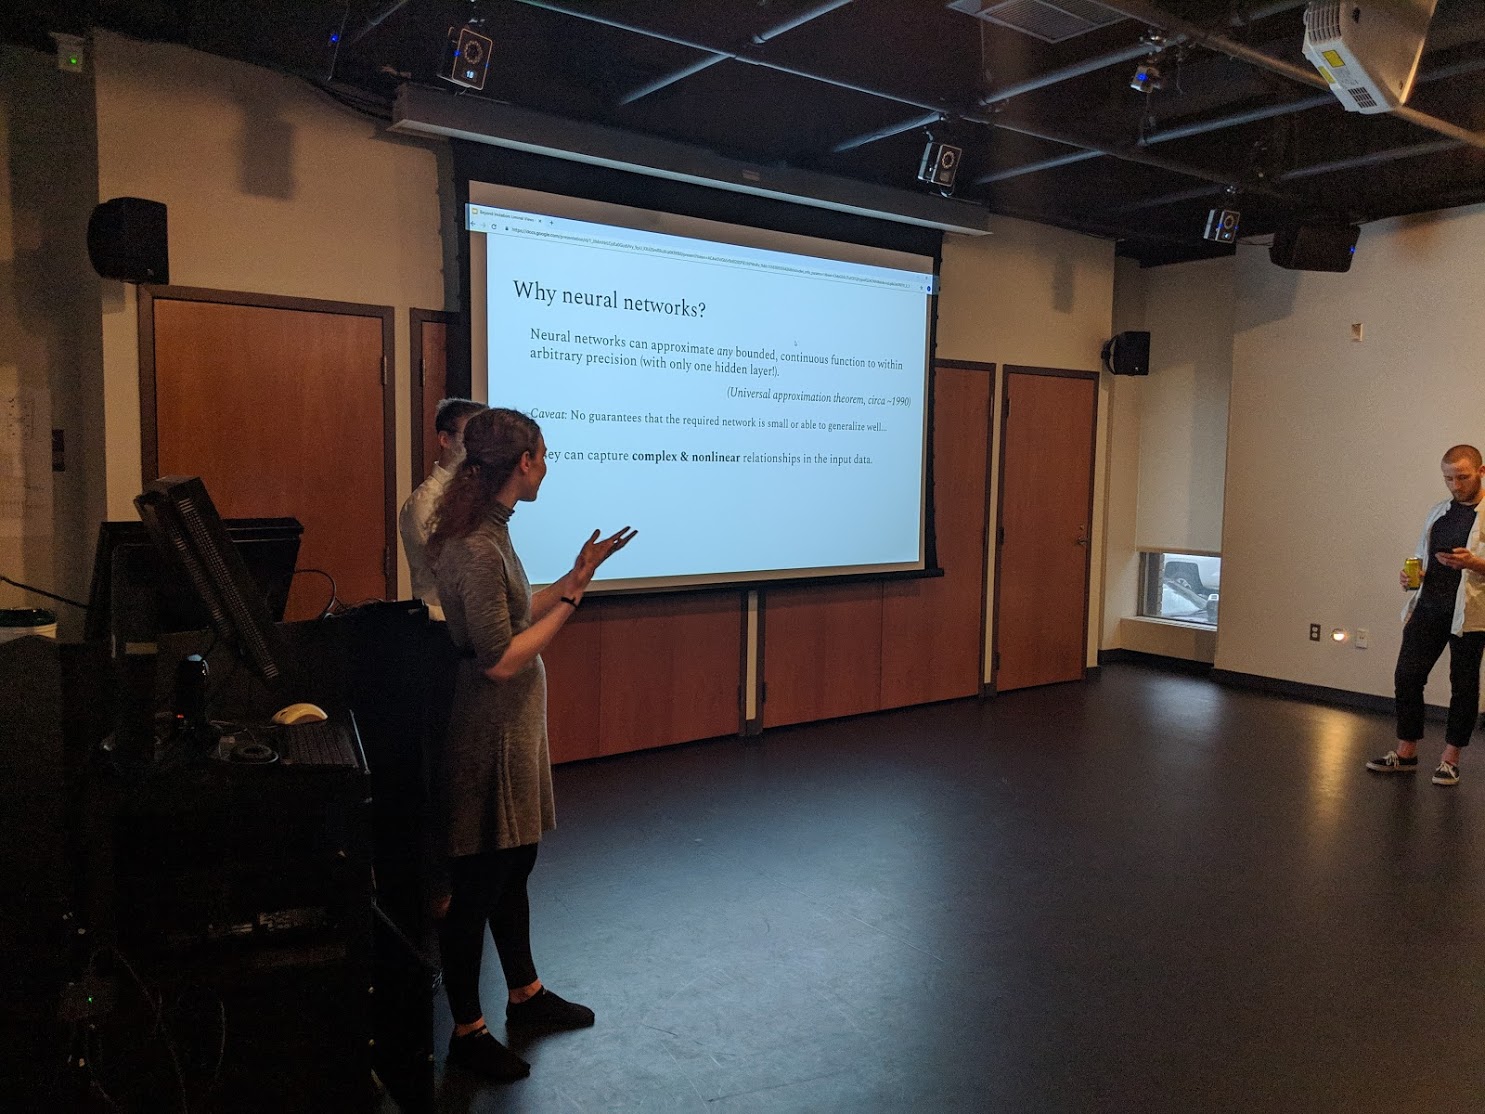 Why neural networks?
Neural networks can approximate any bounded, continuous function to within
arbitrary precision (with only one hidden layer!).
(Universal approximation theorem, circa ~1990)
Caveat: No guarantees that the required network is small or able to generalize well...
can capture complex & nonlinear relationships in the input data.